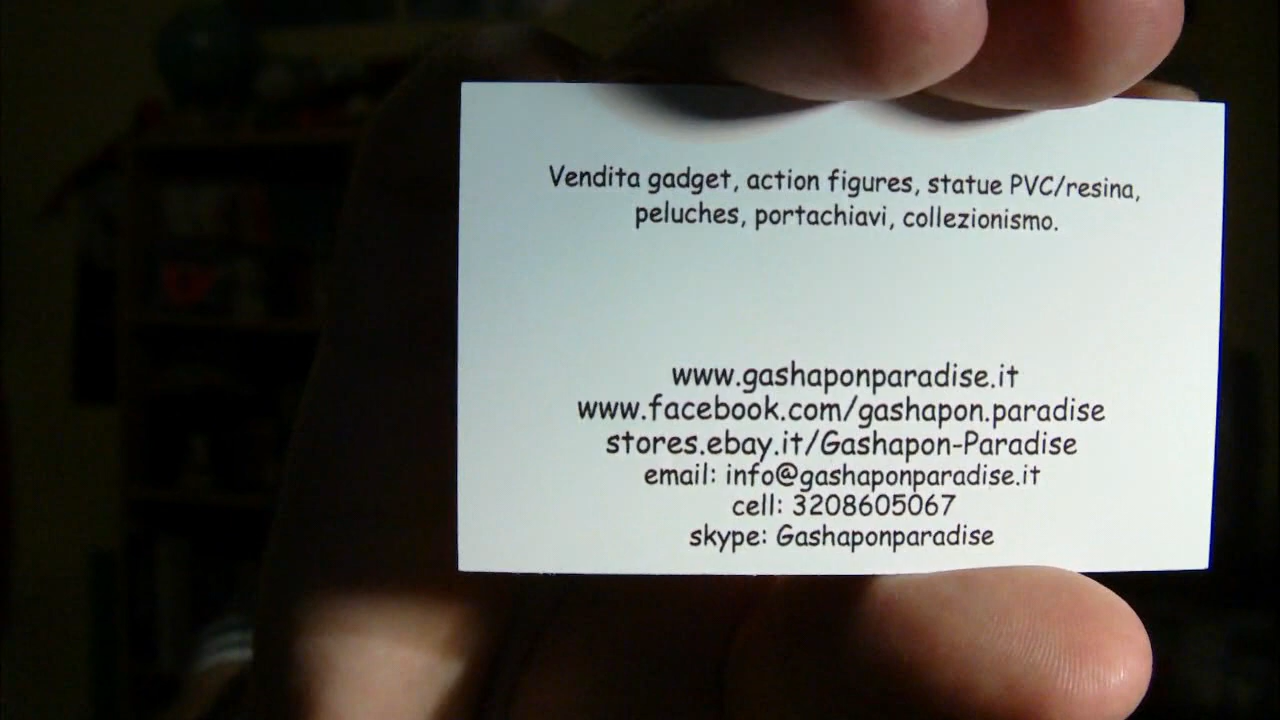 Vendita gadget, action figures, statue PVC/resina,
peluches, portachiavi, collezionismo.
www.gashaponparadise.it
www.facebook.com/gashapon.paradise
stores.ebay.it/Gashapon-Paradise
email: info@gashaponparadise.it
cell: 3208605067
skype: Gashaponparadise